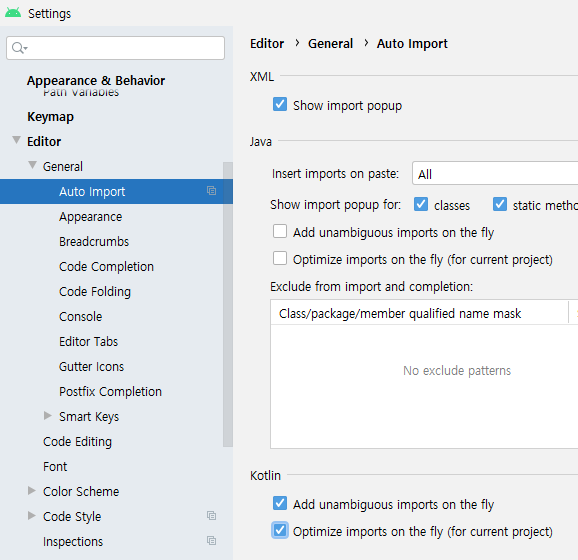 Settings
Appearance & Behavior
Path Variables
Keymap
Editor
General
Auto Import
Appearance
Breadcrumbs
Code Completion
Code Folding
Console
Editor Tabs
Gutter Icons
Postfix Completion
Smart Keys
Code Editing
Font
Color Scheme
Code Style
Inspections
Editor › General › Auto Import
XML
Show import popup
Java
Insert imports on paste: All
Show import popup for: classes static metho
Add unambiguous imports on the fly
Optimize imports on the fly (for current project)
Exclude from import and completion:
Class/package/member qualified name mask
No exclude patterns
Kotlin
Add unambiguous imports on the fly
Optimize imports on the fly (for current project)